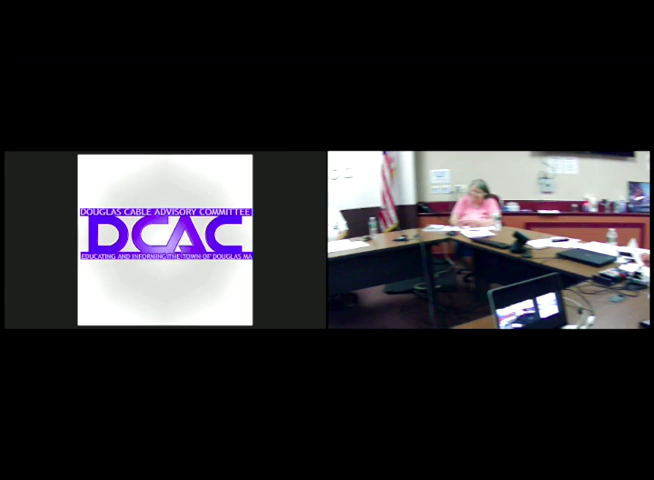 DOUGLAS CABLE ADVISORY COMMITTEE
DCAC
EDUCATING AND INFORMING THE TOWN OF DOUGLAS MA